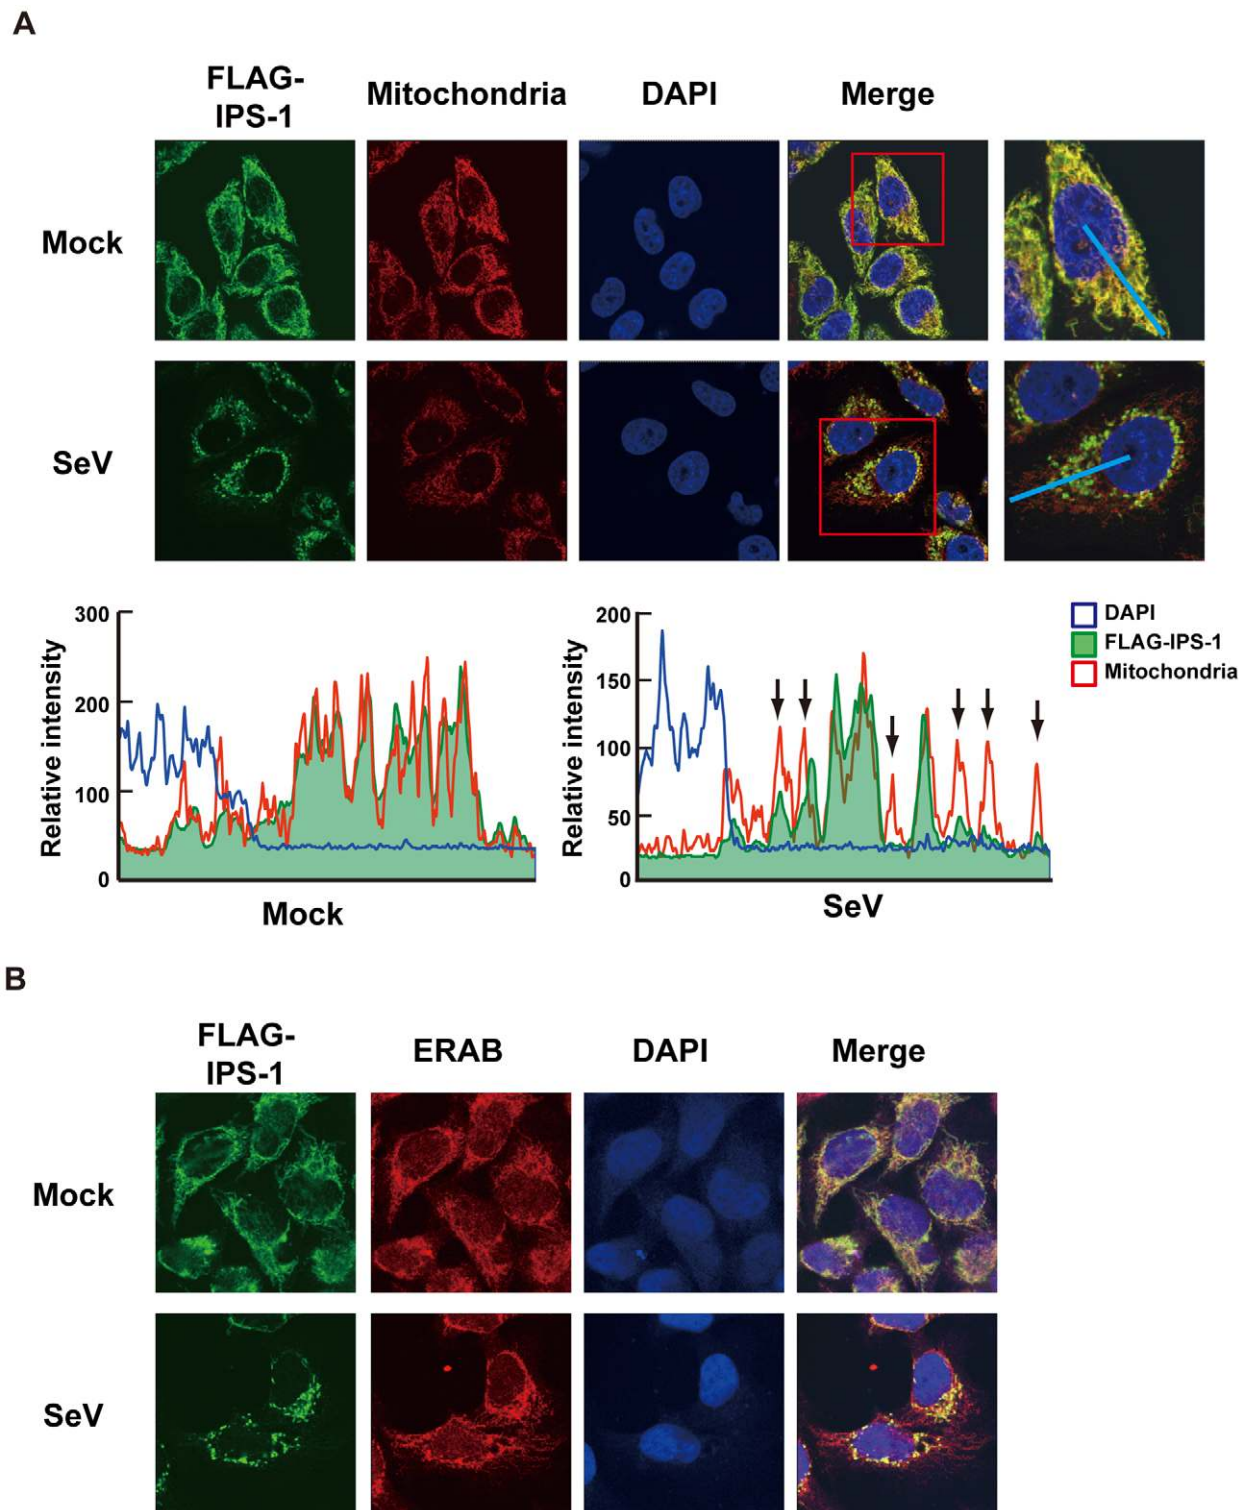 A
FLAG-
IPS-1
Mitochondria
DAPI
Merge
Mock
SeV
300
200
100
0
Relative intensity
Mock
200
150
100
50
0
Relative intensity
SeV
DAPI
FLAG-IPS-1
Mitochondria
B
FLAG-
IPS-1
ERAB
DAPI
Merge
Mock
SeV